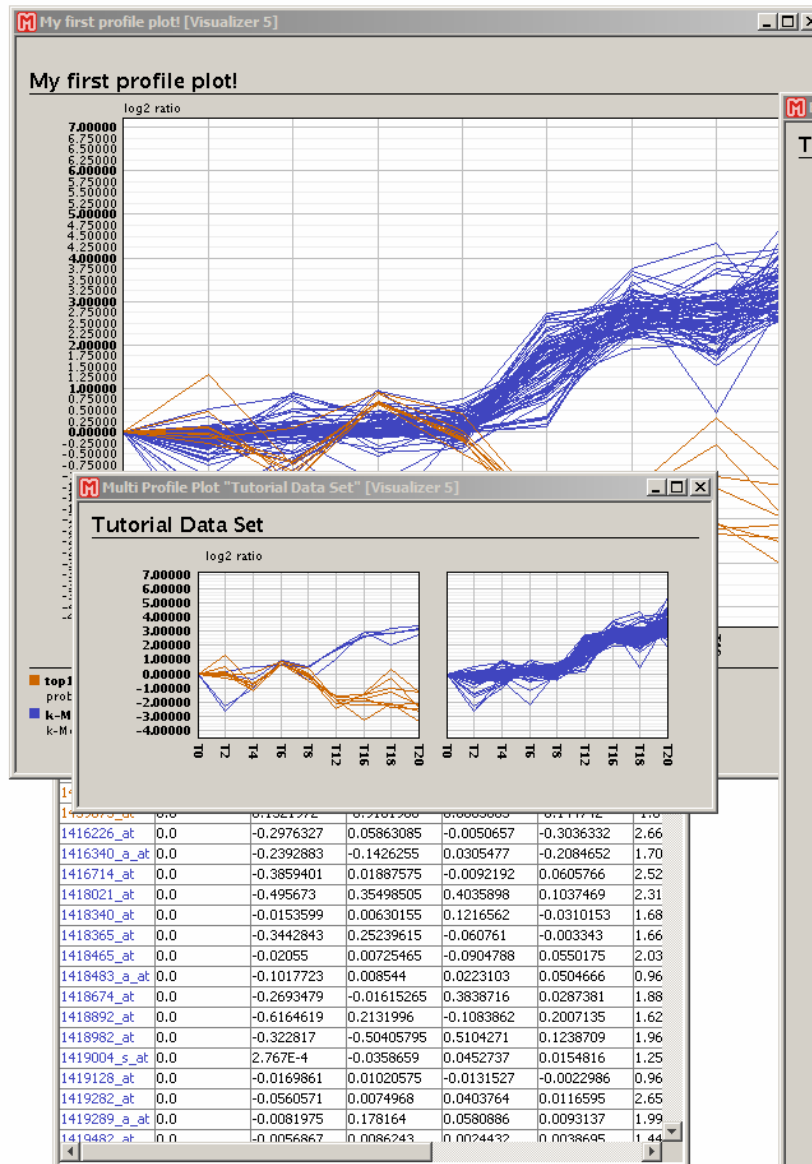 My first profile plot! [Visualizer 5]
My first profile plot!
log2 ratio
7.00000
6.75000
6.50000
6.25000
6.00000
5.75000
5.50000
5.25000
5.00000
4.75000
4.50000
4.25000
4.00000
3.75000
3.50000
3.25000
3.00000
2.75000
2.50000
2.25000
2.00000
1.75000
1.50000
1.25000
1.00000
0.75000
0.50000
0.25000
0.00000
-0.25000
-0.50000
-0.75000
T
top1
prob
k-M
k-M
Multi Profile Plot "Tutorial Data Set" [Visualizer 5]
Tutorial Data Set
log2 ratio
7.00000
6.00000
5.00000
4.00000
3.00000
2.00000
1.00000
0.00000
-1.00000
-2.00000
-3.00000
-4.00000
T0 T2 T4 T6 T8 T12 T16 T18 T20
T0 T2 T4 T6 T8 T12 T16 T18 T20
1416226_at 0.0 -0.2976327 0.05863085 -0.0050657 -0.3036332 2.66
1416340_a_at 0.0 -0.2392883 -0.1426255 0.0305477 -0.2084652 1.70
1416714_at 0.0 -0.3859401 0.01887575 -0.0092192 0.0605766 2.52
1418021_at 0.0 -0.495673 0.35498505 0.4035898 0.1037469 2.31
1418340_at 0.0 -0.0153599 0.00630155 0.1216562 -0.0310153 1.68
1418365_at 0.0 -0.3442843 0.25239615 -0.060761 -0.003343 1.66
1418465_at 0.0 -0.02055 0.00725465 -0.0904788 0.0550175 2.03
1418483_a_at 0.0 -0.1017723 0.008544 0.0223103 0.0504666 0.96
1418674_at 0.0 -0.2693479 -0.01615265 0.3838716 0.0287381 1.88
1418892_at 0.0 -0.6164619 0.2131996 -0.1083862 0.2007135 1.62
1418982_at 0.0 -0.322817 -0.50405795 0.5104271 0.1238709 1.96
1419004_s_at 0.0 2.767E-4 -0.0358659 0.0452737 0.0154816 1.25
1419128_at 0.0 -0.0169861 0.01020575 -0.0131527 -0.0022986 0.96
1419282_at 0.0 -0.0560571 0.0074968 0.0403764 0.0116595 2.65
1419289_a_at 0.0 -0.0081975 0.178164 0.0580886 0.0093137 1.99
1419482_at 0.0 -0.0056867 0.0086243 0.0024432 0.0038695 1.44